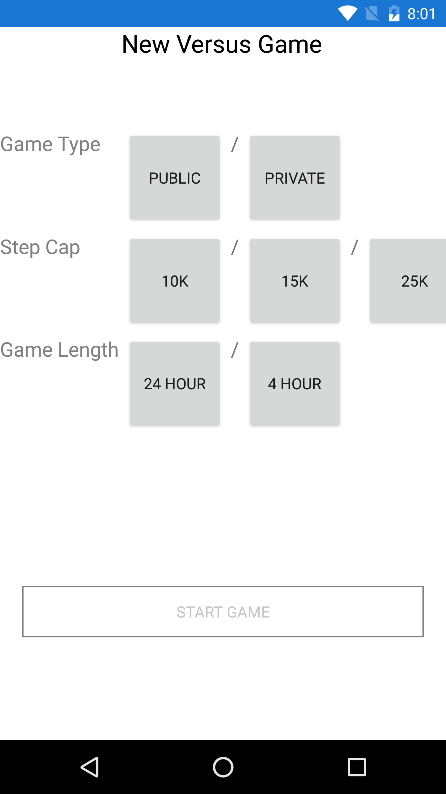 8:01
New Versus Game
Game Type PUBLIC / PRIVATE
Step Cap 10K / 15K / 25K
Game Length 24 HOUR / 4 HOUR
START GAME